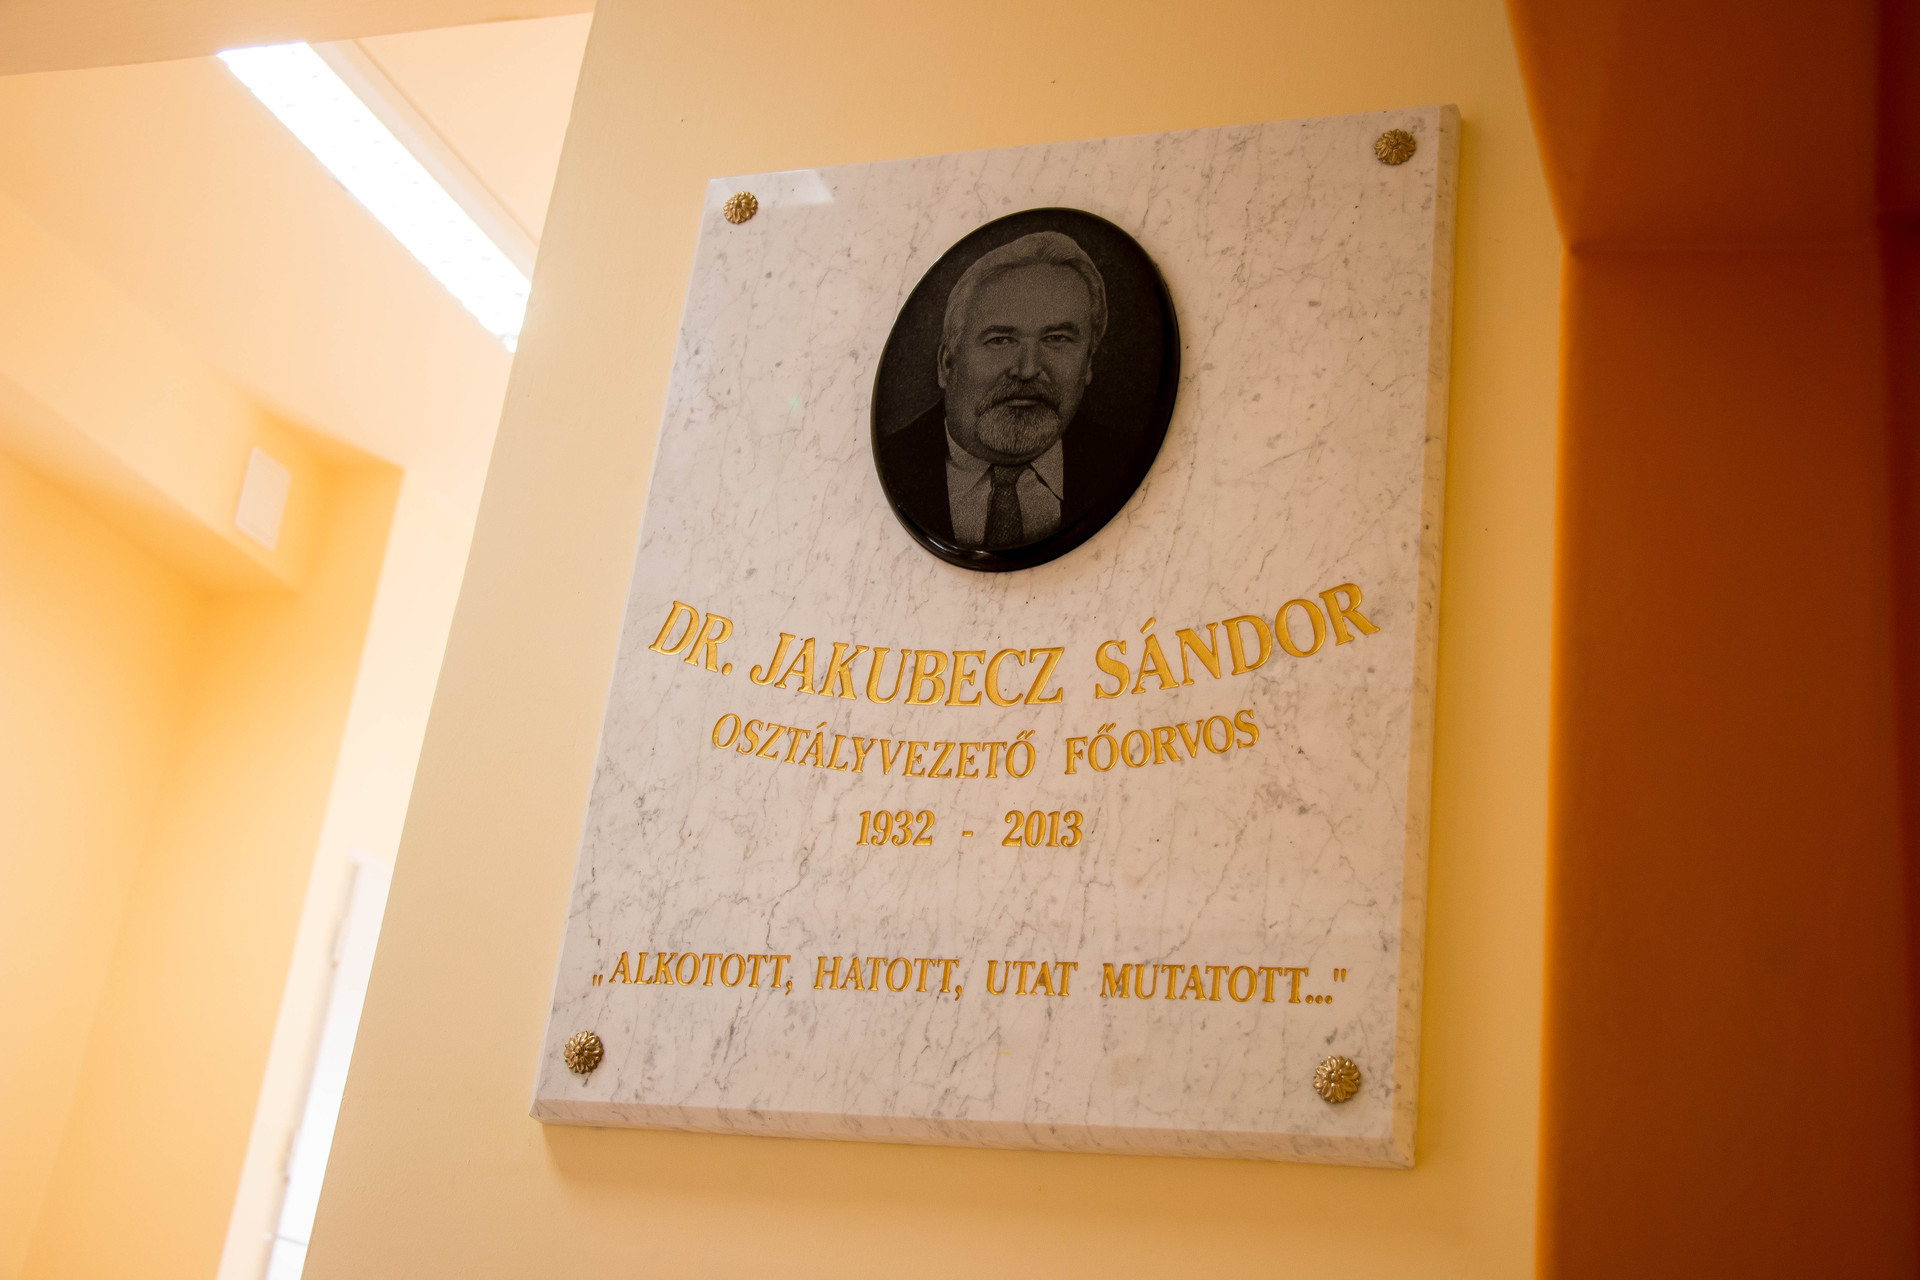 DR. JAKUBECZ SÁNDOR
OSZTÁLYVEZETŐ FŐORVOS
1932 - 2013
„ALKOTOTT, HATOTT, UTAT MUTATOTT..."